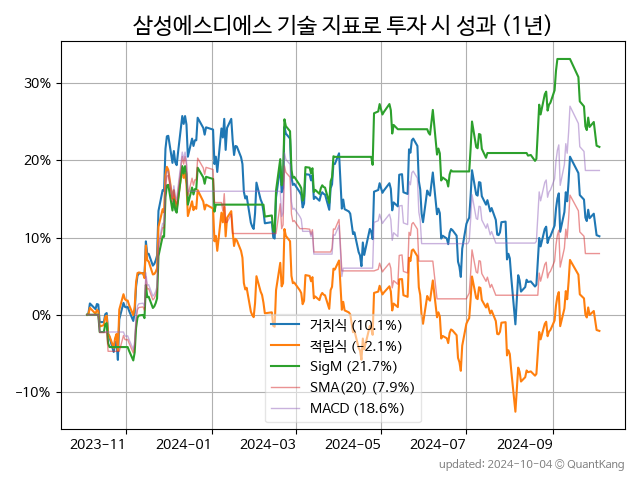 삼성에스디에스 기술 지표로 투자 시 성과 (1년)
30%
20%
10%
0%
−10%
거치식 (10.1%)
적립식 (−2.1%)
SigM (21.7%)
SMA(20) (7.9%)
MACD (18.6%)
2023-11 2024-01 2024-03 2024-05 2024-07 2024-09
updated: 2024-10-04 © QuantKang